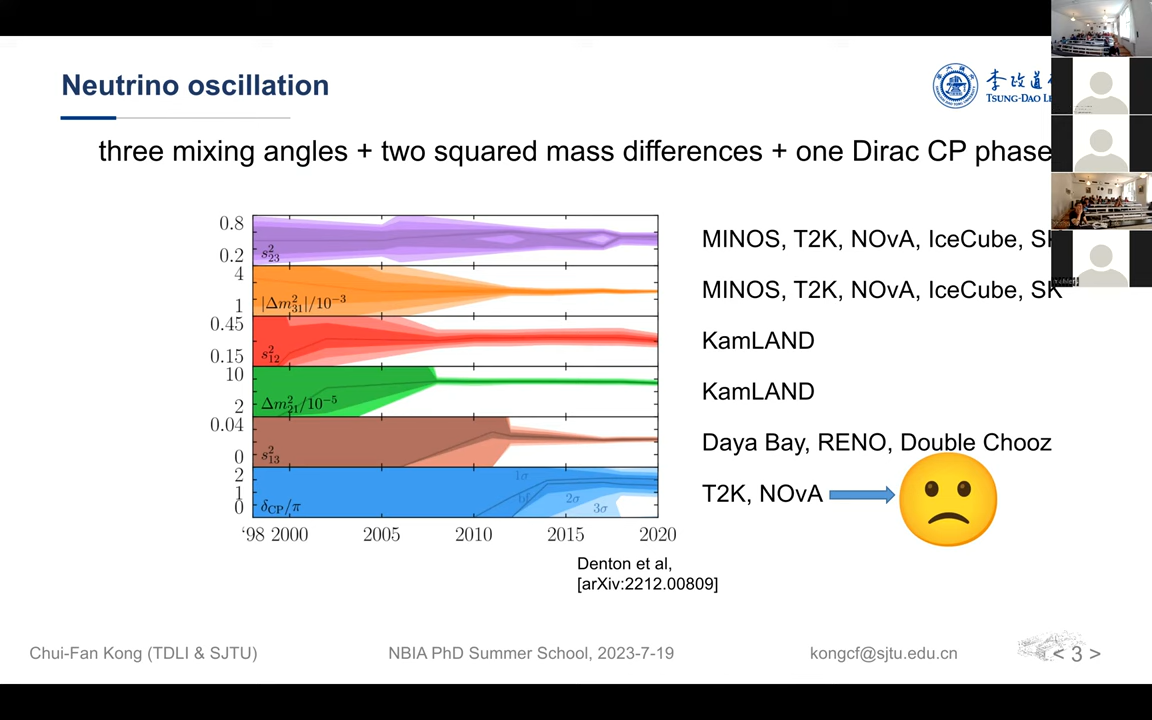 Neutrino oscillation
李政道
TSUNG-DAO LE
three mixing angles + two squared mass differences + one Dirac CP phase
0.8
0.2
s²₂₃
MINOS, T2K, NOvA, IceCube, SK
4
1
|Δm²₃₁|/10⁻³
MINOS, T2K, NOvA, IceCube, SK
0.45
0.15
s²₁₂
KamLAND
10
2
Δm²₂₁/10⁻⁵
KamLAND
0.04
0
s²₁₃
Daya Bay, RENO, Double Chooz
2
1
0
δCP/π
1σ
bf
2σ
3σ
T2K, NOvA
'98 2000 2005 2010 2015 2020
Denton et al,
[arXiv:2212.00809]
Chui-Fan Kong (TDLI & SJTU) NBIA PhD Summer School, 2023-7-19 kongcf@sjtu.edu.cn < 3 >